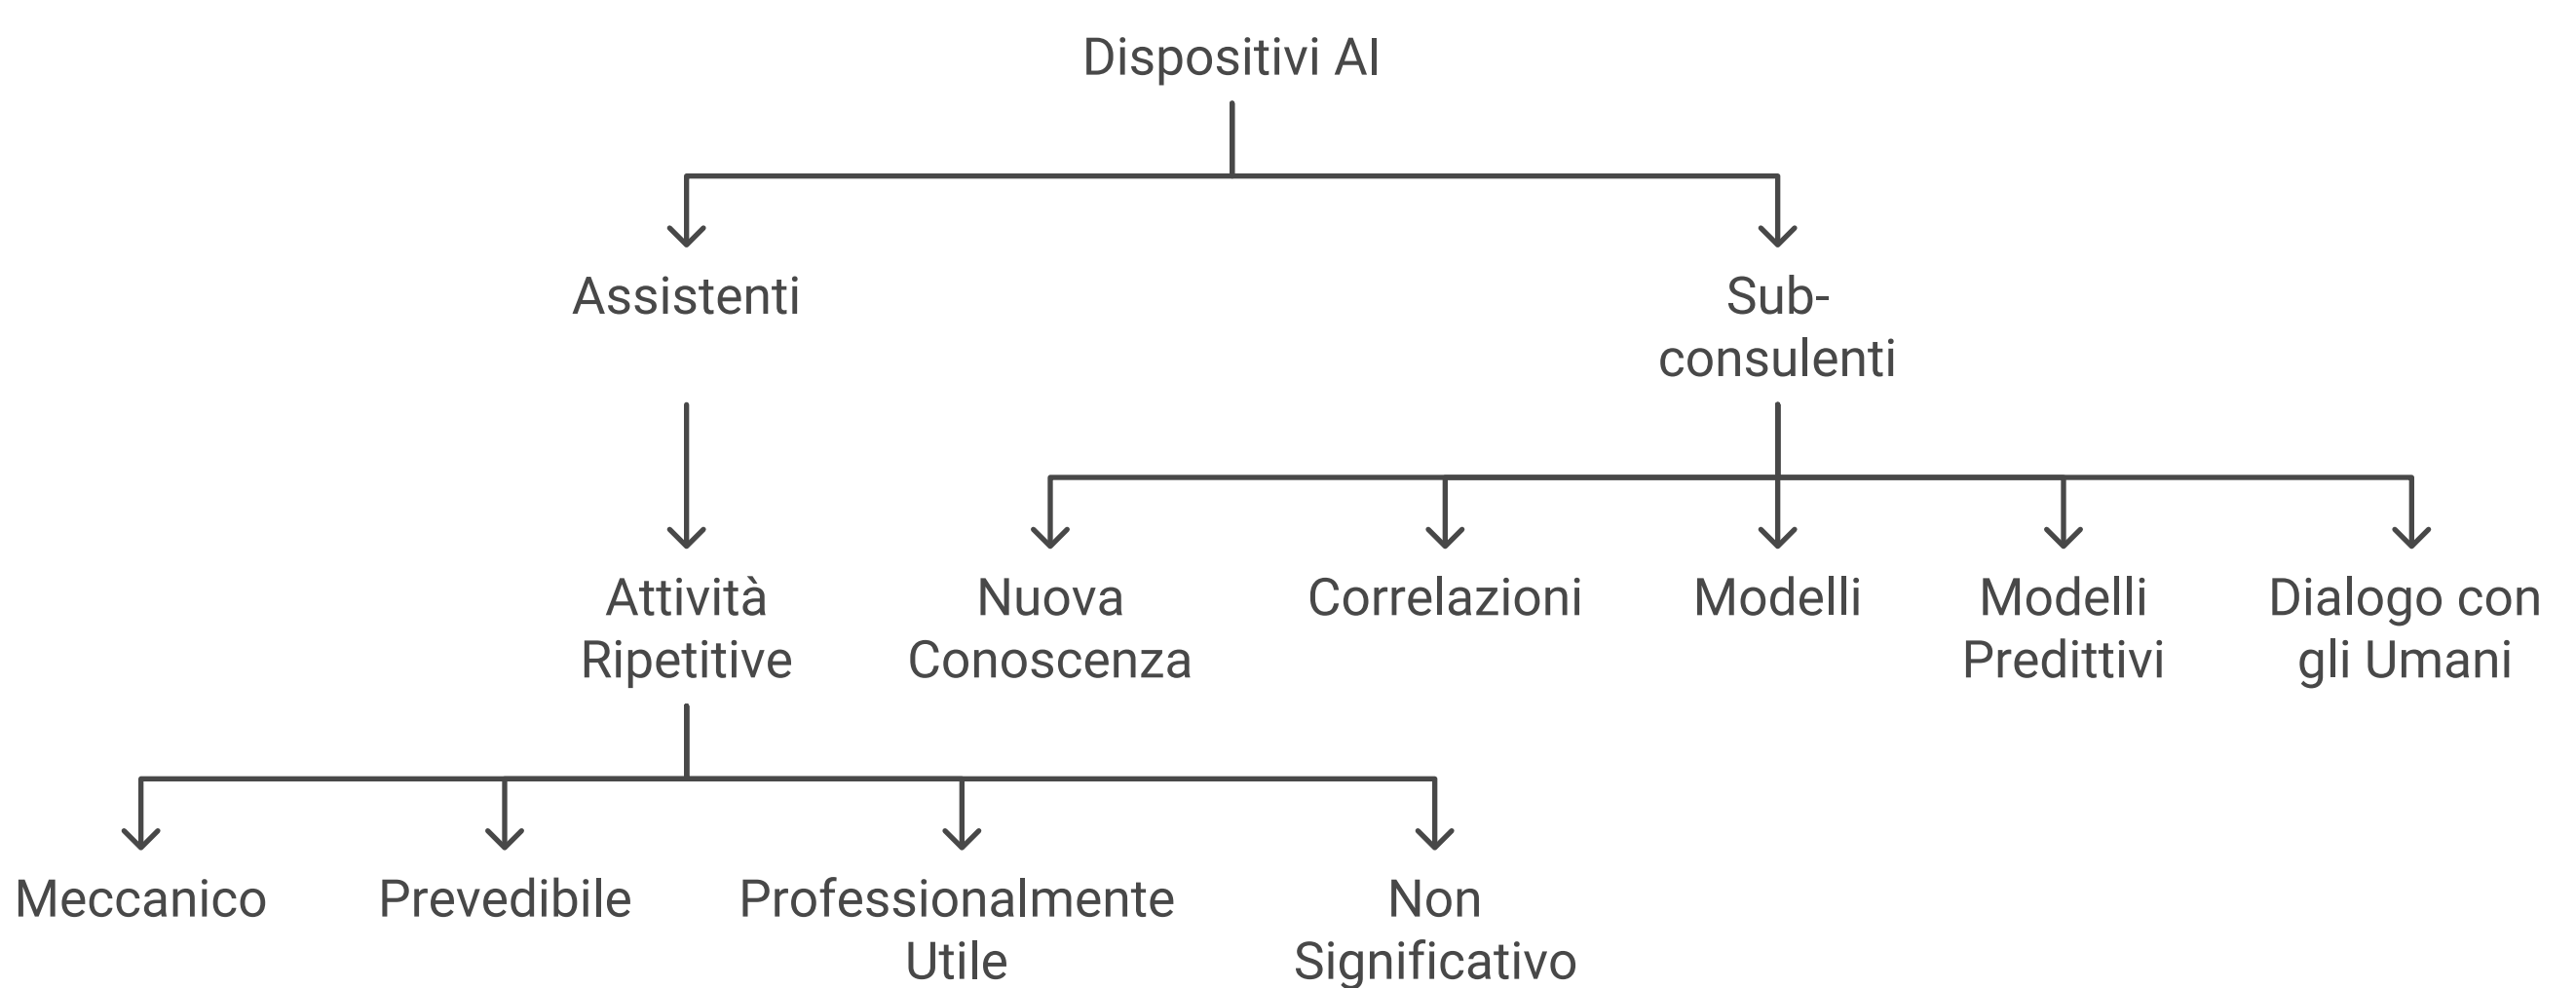 Dispositivi AI
Assistenti
Sub-
consulenti
Attività
Ripetitive
Nuova
Conoscenza
Correlazioni
Modelli
Modelli
Predittivi
Dialogo con
gli Umani
Meccanico
Prevedibile
Professionalmente
Utile
Non
Significativo